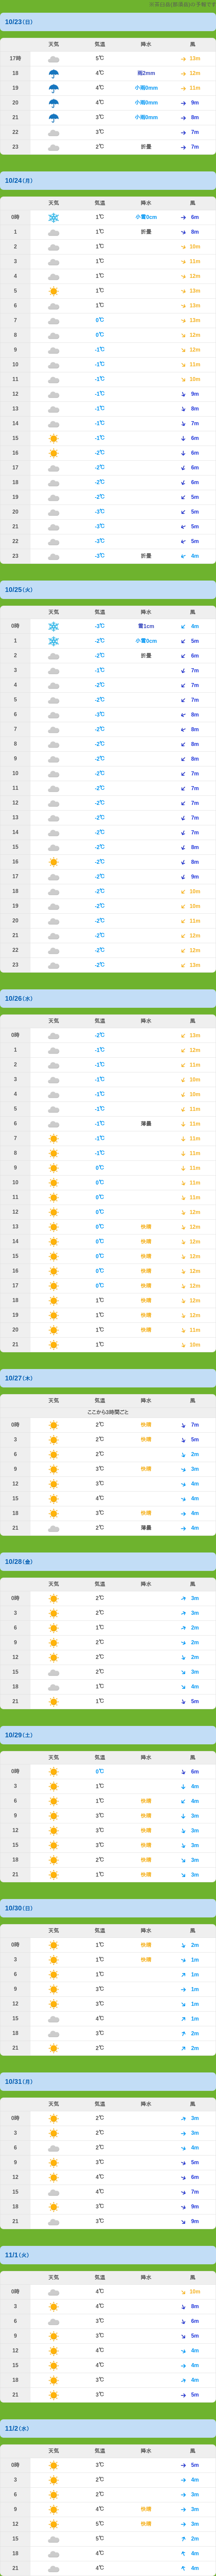 10/23(日)
天気 気温 降水 風
17時 5℃ 13m
18 4℃ 雨2mm 12m
19 4℃ 小雨0mm 11m
20 4℃ 小雨0mm 9m
21 3℃ 小雨0mm 8m
22 3℃ 7m
23 2℃ 折曇 7m
10/24(月)
天気 気温 降水 風
0時 1℃ 小雪0cm 6m
1 1℃ 折曇 8m
2 1℃ 10m
3 1℃ 11m
4 1℃ 12m
5 1℃ 13m
6 1℃ 13m
7 0℃ 13m
8 0℃ 12m
9 -1℃ 12m
10 -1℃ 11m
11 -1℃ 10m
12 -1℃ 9m
13 -1℃ 8m
14 -1℃ 7m
15 -1℃ 6m
16 -2℃ 6m
17 -2℃ 6m
18 -2℃ 6m
19 -2℃ 5m
20 -3℃ 5m
21 -3℃ 5m
22 -3℃ 5m
23 -3℃ 折曇 4m
10/25(火)
天気 気温 降水 風
0時 -3℃ 雪1cm 4m
1 -2℃ 小雪0cm 5m
2 -2℃ 折曇 6m
3 -1℃ 7m
4 -2℃ 7m
5 -2℃ 7m
6 -3℃ 8m
7 -2℃ 8m
8 -2℃ 8m
9 -2℃ 8m
10 -2℃ 7m
11 -2℃ 7m
12 -2℃ 7m
13 -2℃ 7m
14 -2℃ 7m
15 -2℃ 8m
16 -2℃ 8m
17 -2℃ 9m
18 -2℃ 10m
19 -2℃ 10m
20 -2℃ 11m
21 -2℃ 12m
22 -2℃ 12m
23 -2℃ 13m
10/26(水)
天気 気温 降水 風
0時 -2℃ 13m
1 -1℃ 12m
2 -1℃ 11m
3 -1℃ 10m
4 -1℃ 10m
5 -1℃ 11m
6 -1℃ 薄曇 11m
7 -1℃ 11m
8 -1℃ 11m
9 0℃ 11m
10 0℃ 11m
11 0℃ 11m
12 0℃ 12m
13 0℃ 快晴 12m
14 0℃ 快晴 12m
15 0℃ 快晴 12m
16 0℃ 快晴 12m
17 0℃ 快晴 12m
18 1℃ 快晴 12m
19 1℃ 快晴 12m
20 1℃ 快晴 11m
21 1℃ 快晴 10m
10/27(木)
天気 気温 降水 風
ここから3時間ごと
0時 2℃ 快晴 7m
3 2℃ 快晴 5m
6 2℃ 2m
9 3℃ 快晴 3m
12 3℃ 4m
15 4℃ 4m
18 3℃ 快晴 4m
21 2℃ 薄曇 4m
10/28(金)
天気 気温 降水 風
0時 2℃ 3m
3 2℃ 3m
6 1℃ 2m
9 2℃ 2m
12 2℃ 2m
15 2℃ 3m
18 1℃ 4m
21 1℃ 5m
10/29(土)
天気 気温 降水 風
0時 0℃ 6m
3 1℃ 4m
6 1℃ 快晴 4m
9 3℃ 快晴 3m
12 3℃ 快晴 3m
15 3℃ 快晴 3m
18 2℃ 快晴 3m
21 1℃ 快晴 3m
10/30(日)
天気 気温 降水 風
0時 1℃ 快晴 2m
3 1℃ 快晴 1m
6 1℃ 1m
9 3℃ 1m
12 3℃ 1m
15 4℃ 1m
18 3℃ 2m
21 2℃ 2m
10/31(月)
天気 気温 降水 風
0時 2℃ 3m
3 2℃ 3m
6 2℃ 4m
9 3℃ 5m
12 4℃ 6m
15 4℃ 7m
18 3℃ 9m
21 3℃ 9m
11/1(火)
天気 気温 降水 風
0時 4℃ 10m
3 4℃ 8m
6 3℃ 6m
9 3℃ 5m
12 4℃ 4m
15 4℃ 4m
18 3℃ 4m
21 3℃ 5m
11/2(水)
天気 気温 降水 風
0時 3℃ 5m
3 2℃ 4m
6 2℃ 3m
9 4℃ 快晴 3m
12 5℃ 快晴 3m
15 5℃ 2m
18 4℃ 4m
21 4℃ 4m